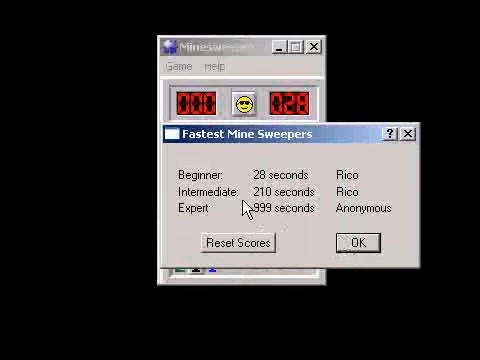 Minesweeper
Game Help
000 028
Fastest Mine Sweepers
Beginner: 28 seconds Rico
Intermediate: 210 seconds Rico
Expert 999 seconds Anonymous
Reset Scores OK